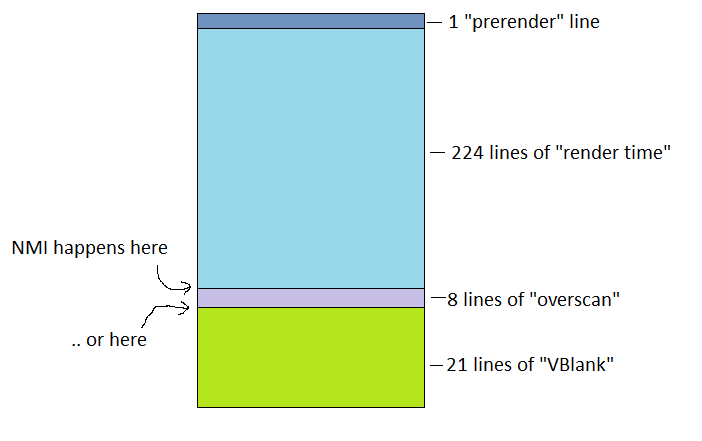 1 "prerender" line
224 lines of "render time"
NMI happens here
8 lines of "overscan"
.. or here
21 lines of "VBlank"